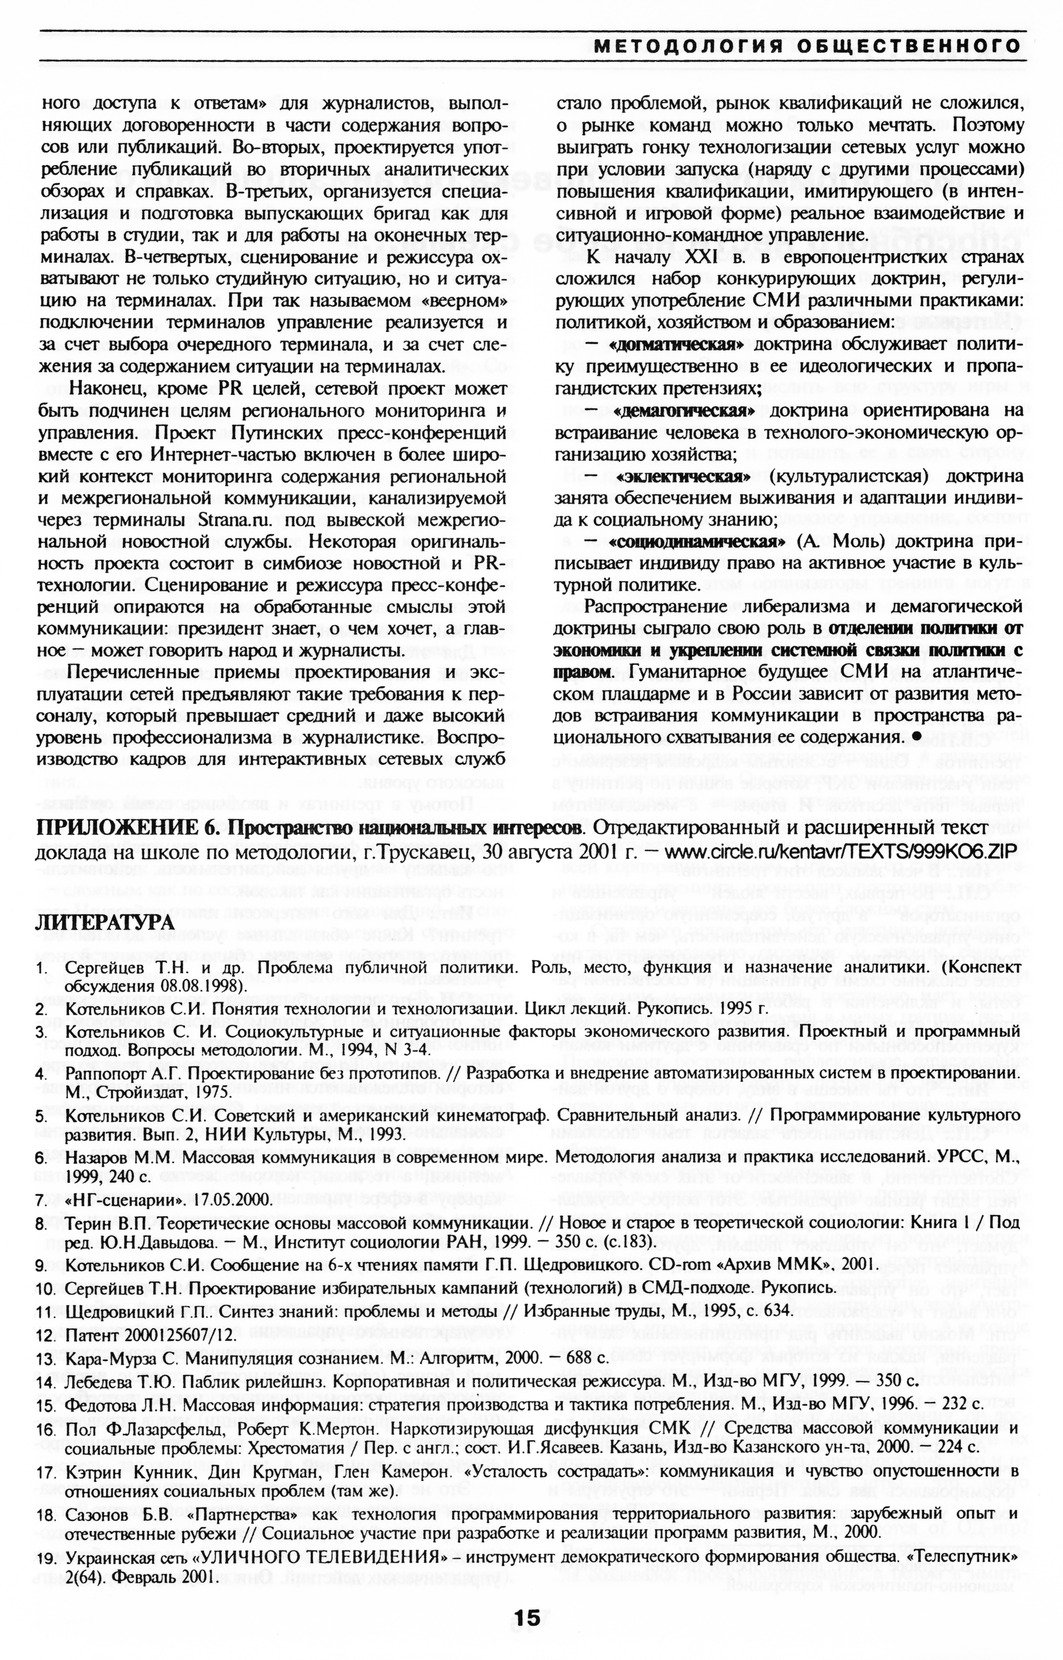 МЕТОДОЛОГИЯ ОБЩЕСТВЕННОГО
ного доступа к ответам» для журналистов, выпол-
няющих договоренности в части содержания вопро-
сов или публикаций. Во-вторых, проектируется упот-
ребление публикаций во вторичных аналитических
обзорах и справках. В-третьих, организуется специа-
лизация и подготовка выпускающих бригад как для
работы в студии, так и для работы на оконечных тер-
миналах. В-четвертых, сценирование и режиссура ох-
ватывают не только студийную ситуацию, но и ситуа-
цию на терминалах. При так называемом «веерном»
подключении терминалов управление реализуется и
за счет выбора очередного терминала, и за счет сле-
жения за содержанием ситуации на терминалах.
Наконец, кроме PR целей, сетевой проект может
быть подчинен целям регионального мониторинга и
управления. Проект Путинских пресс-конференций
вместе с его Интернет-частью включен в более широ-
кий контекст мониторинга содержания региональной
и межрегиональной коммуникации, канализируемой
через терминалы Strana.ru. под вывеской межрегио-
нальной новостной службы. Некоторая оригиналь-
ность проекта состоит в симбиозе новостной и PR-
технологии. Сценирование и режиссура пресс-конфе-
ренций опираются на обработанные смыслы этой
коммуникации: президент знает, о чем хочет, а глав-
ное — может говорить народ и журналисты.
Перечисленные приемы проектирования и экс-
плуатации сетей предъявляют такие требования к пер-
соналу, который превышает средний и даже высокий
уровень профессионализма в журналистике. Воспро-
изводство кадров для интерактивных сетевых служб
стало проблемой, рынок квалификаций не сложился,
о рынке команд можно только мечтать. Поэтому
выиграть гонку технологизации сетевых услуг можно
при условии запуска (наряду с другими процессами)
повышения квалификации, имитирующего (в интен-
сивной и игровой форме) реальное взаимодействие и
ситуационно-командное управление.
К началу XXI в. в европоцентристких странах
сложился набор конкурирующих доктрин, регули-
рующих употребление СМИ различными практиками:
политикой, хозяйством и образованием:
— «догматическая» доктрина обслуживает полити-
ку преимущественно в ее идеологических и пропа-
гандистских претензиях;
— «демагогическая» доктрина ориентирована на
встраивание человека в технолого-экономическую ор-
ганизацию хозяйства;
— «эклектическая» (культуралистская) доктрина
занята обеспечением выживания и адаптации индиви-
да к социальному знанию;
— «социодинамическая» (А. Моль) доктрина при-
писывает индивиду право на активное участие в куль-
турной политике.
Распространение либерализма и демагогической
доктрины сыграло свою роль в отделении политики от
экономики и укреплении системной связки политики с
правом. Гуманитарное будущее СМИ на атлантиче-
ском плацдарме и в России зависит от развития мето-
дов встраивания коммуникации в пространства ра-
ционального схватывания ее содержания. ●
ПРИЛОЖЕНИЕ 6. Пространство национальных интересов. Отредактированный и расширенный текст
доклада на школе по методологии, г.Трускавец, 30 августа 2001 г. — www.circle.ru/kentavr/TEXTS/999KO6.ZIP
ЛИТЕРАТУРА
1. Сергейцев Т.Н. и др. Проблема публичной политики. Роль, место, функция и назначение аналитики. (Конспект
обсуждения 08.08.1998).
2. Котельников С.И. Понятия технологии и технологизации. Цикл лекций. Рукопись. 1995 г.
3. Котельников С. И. Социокультурные и ситуационные факторы экономического развития. Проектный и программный
подход. Вопросы методологии. М., 1994, N 3-4.
4. Раппопорт А.Г. Проектирование без прототипов. // Разработка и внедрение автоматизированных систем в проектировании.
М., Стройиздат, 1975.
5. Котельников С.И. Советский и американский кинематограф. Сравнительный анализ. // Программирование культурного
развития. Вып. 2, НИИ Культуры, М., 1993.
6. Назаров М.М. Массовая коммуникация в современном мире. Методология анализа и практика исследований. УРСС, М.,
1999, 240 с.
7. «НГ-сценарии». 17.05.2000.
8. Терин В.П. Теоретические основы массовой коммуникации. // Новое и старое в теоретической социологии: Книга 1 / Под
ред. Ю.Н.Давыдова. — М., Институт социологии РАН, 1999. — 350 с. (с.183).
9. Котельников С.И. Сообщение на 6-х чтениях памяти Г.П. Щедровицкого. CD-rom «Архив ММК», 2001.
10. Сергейцев Т.Н. Проектирование избирательных кампаний (технологий) в СМД-подходе. Рукопись.
11. Щедровицкий Г.П.. Синтез знаний: проблемы и методы // Избранные труды, М., 1995, с. 634.
12. Патент 2000125607/12.
13. Кара-Мурза С. Манипуляция сознанием. М.: Алгоритм, 2000. — 688 с.
14. Лебедева Т.Ю. Паблик рилейшнз. Корпоративная и политическая режиссура. М., Изд-во МГУ, 1999. — 350 с.
15. Федотова Л.Н. Массовая информация: стратегия производства и тактика потребления. М., Изд-во МГУ, 1996. — 232 с.
16. Пол Ф.Лазарсфельд, Роберт К.Мертон. Наркотизирующая дисфункция СМК // Средства массовой коммуникации и
социальные проблемы: Хрестоматия / Пер. с англ.; сост. И.Г.Ясавеев. Казань, Изд-во Казанского ун-та, 2000. — 224 с.
17. Кэтрин Кунник, Дин Кругман, Глен Камерон. «Усталость сострадать»: коммуникация и чувство опустошенности в
отношениях социальных проблем (там же).
18. Сазонов Б.В. «Партнерства» как технология программирования территориального развития: зарубежный опыт и
отечественные рубежи // Социальное участие при разработке и реализации программ развития, М., 2000.
19. Украинская сеть «УЛИЧНОГО ТЕЛЕВИДЕНИЯ» – инструмент демократического формирования общества. «Телеспутник»
2(64). Февраль 2001.
15